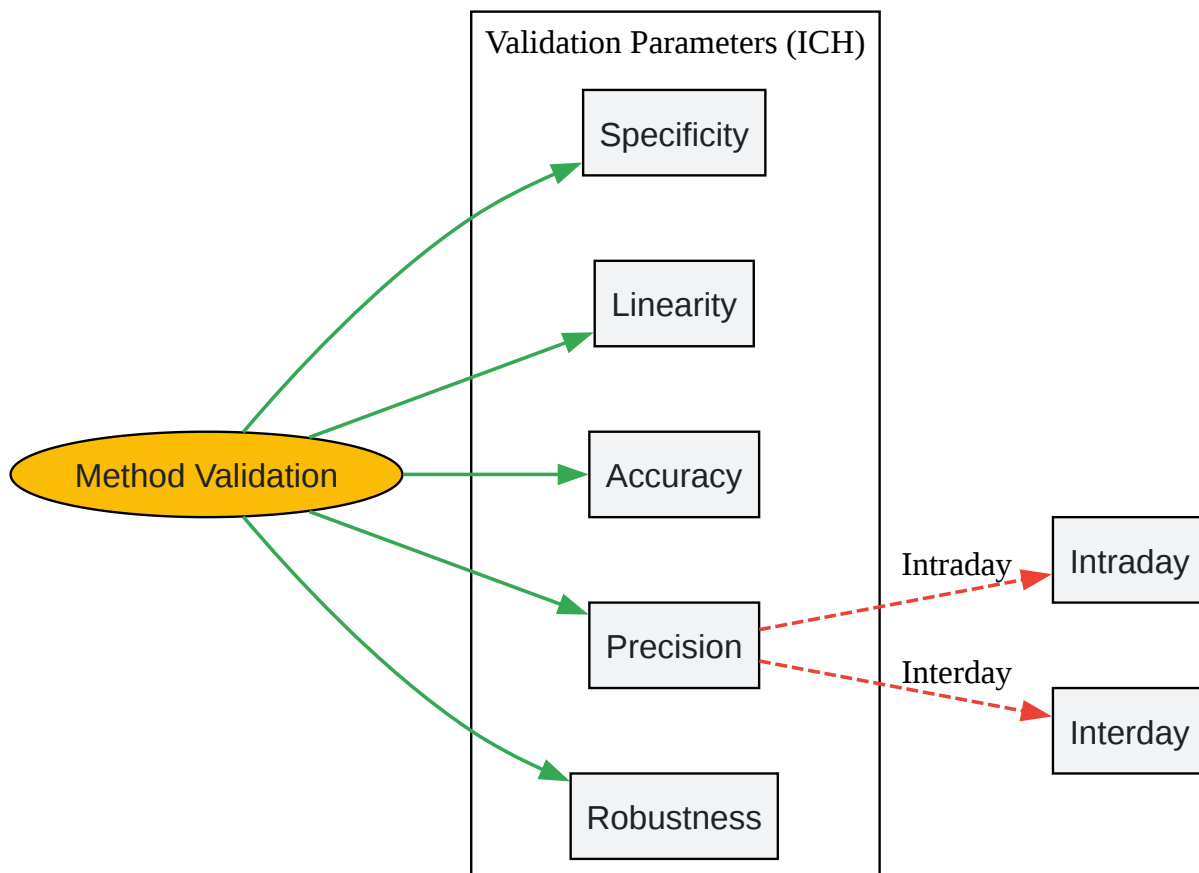 Validation Parameters (ICH)
Specificity
Linearity
Method Validation
Accuracy
Intraday
Intraday
Precision
Interday
Interday
Robustness